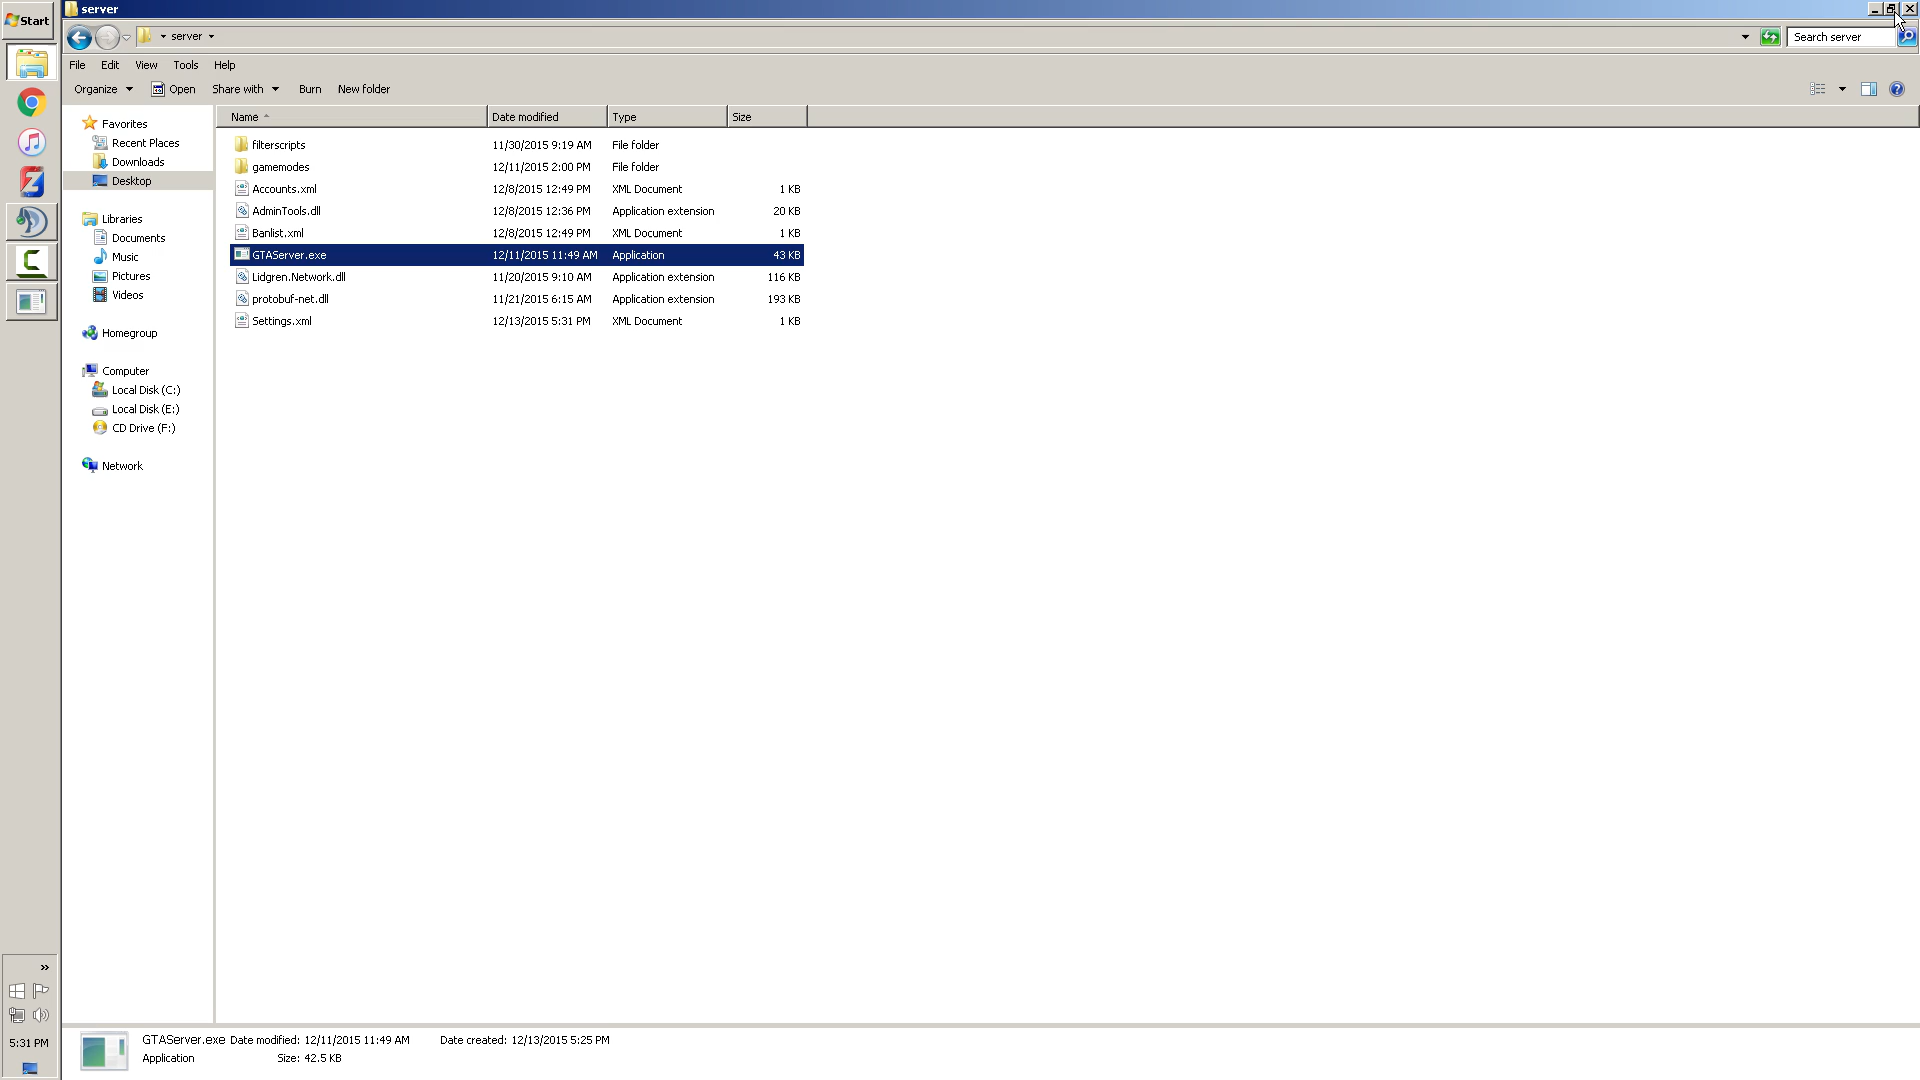 Start
server
server
Search server
File Edit View Tools Help
Organize Open Share with Burn New folder
Name Date modified Type Size
Favorites
Recent Places
Downloads
Desktop
Libraries
Documents
Music
Pictures
Videos
Homegroup
Computer
Local Disk (C:)
Local Disk (E:)
CD Drive (F:)
Network
filterscripts 11/30/2015 9:19 AM File folder
gamemodes 12/11/2015 2:00 PM File folder
Accounts.xml 12/8/2015 12:49 PM XML Document 1 KB
AdminTools.dll 12/8/2015 12:36 PM Application extension 20 KB
Banlist.xml 12/8/2015 12:49 PM XML Document 1 KB
GTAServer.exe 12/11/2015 11:49 AM Application 43 KB
Lidgren.Network.dll 11/20/2015 9:10 AM Application extension 116 KB
protobuf-net.dll 11/21/2015 6:15 AM Application extension 193 KB
Settings.xml 12/13/2015 5:31 PM XML Document 1 KB
5:31 PM
GTAServer.exe Date modified: 12/11/2015 11:49 AM Date created: 12/13/2015 5:25 PM
Application Size: 42.5 KB